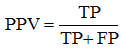 PPV = TP / TP + FP